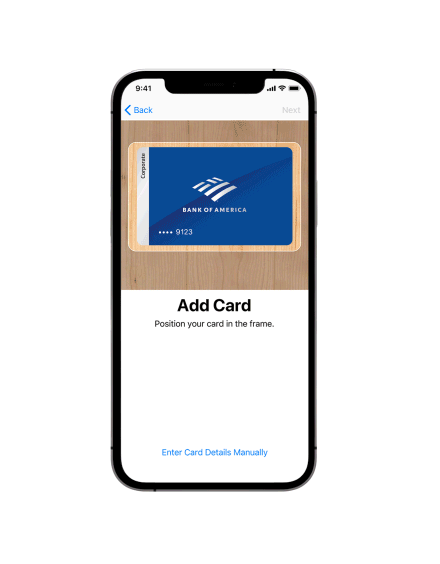 9:41
Back
Next
Corporate
BANK OF AMERICA
•••• 9123
Add Card
Position your card in the frame.
Enter Card Details Manually